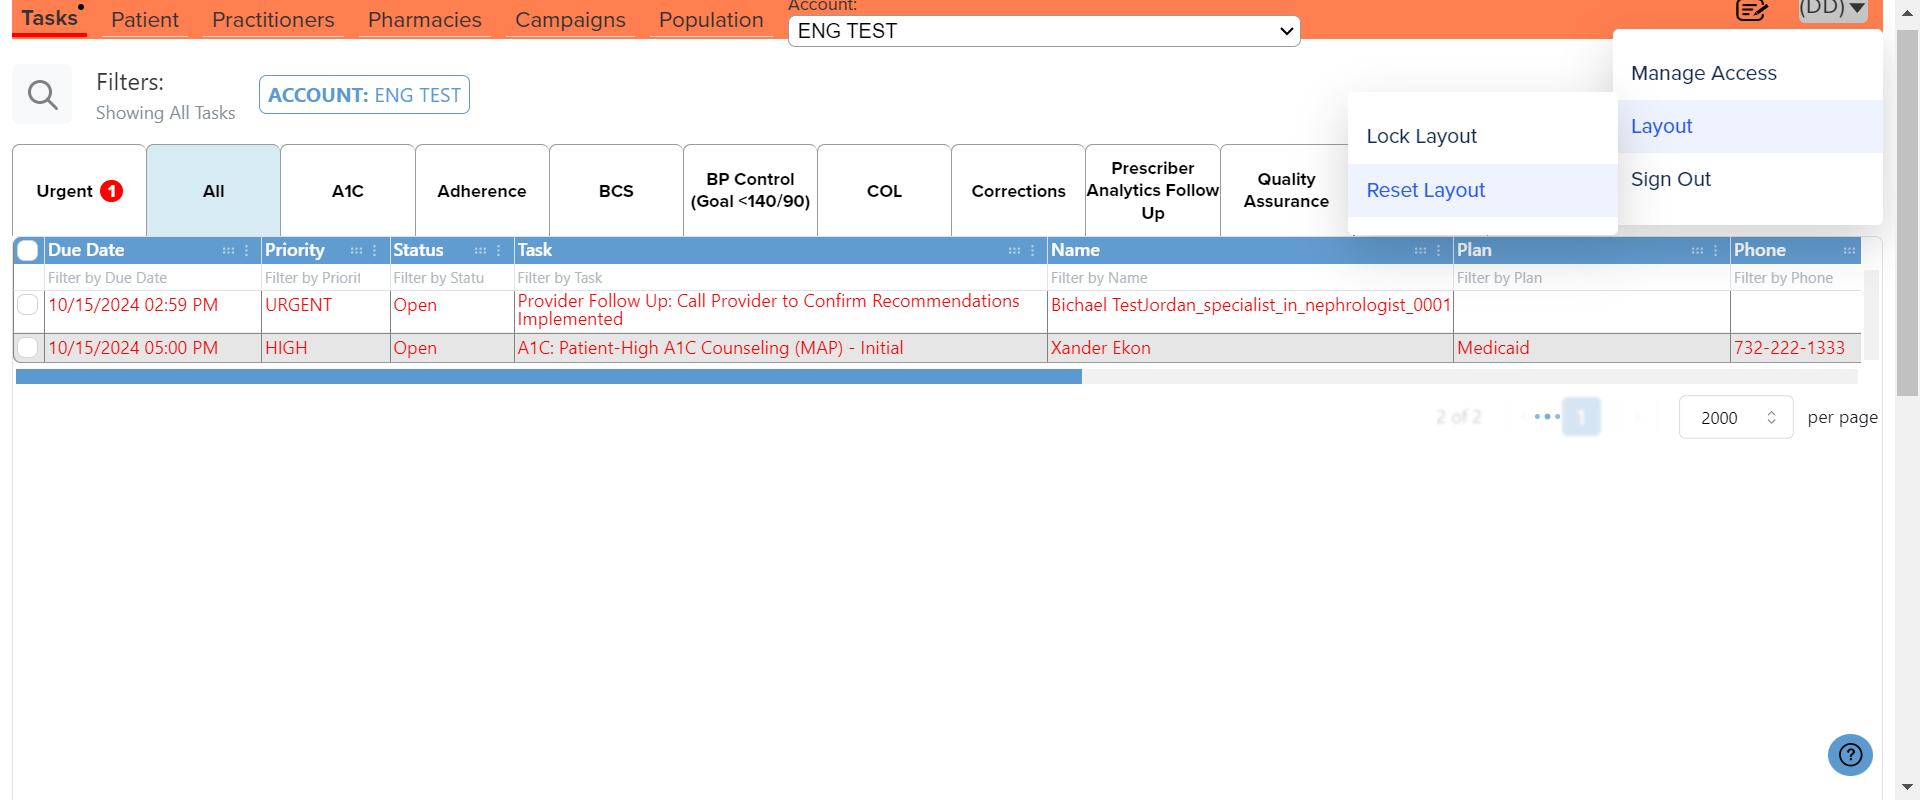 Tasks
Patient
Practitioners
Pharmacies
Campaigns
Population
Account:
ENG TEST
(DD)
Manage Access
Layout
Sign Out
Lock Layout
Reset Layout
Filters:
Showing All Tasks
ACCOUNT: ENG TEST
Urgent 1
All
A1C
Adherence
BCS
BP Control
(Goal <140/90)
COL
Corrections
Prescriber
Analytics Follow
Up
Quality
Assurance
Due Date
Priority
Status
Task
Name
Plan
Phone
Filter by Due Date
Filter by Priorit
Filter by Statu
Filter by Task
Filter by Name
Filter by Plan
Filter by Phone
10/15/2024 02:59 PM
URGENT
Open
Provider Follow Up: Call Provider to Confirm Recommendations
Implemented
Bichael TestJordan_specialist_in_nephrologist_0001
10/15/2024 05:00 PM
HIGH
Open
A1C: Patient-High A1C Counseling (MAP) - Initial
Xander Ekon
Medicaid
732-222-1333
2 of 2
1
2000
per page
?